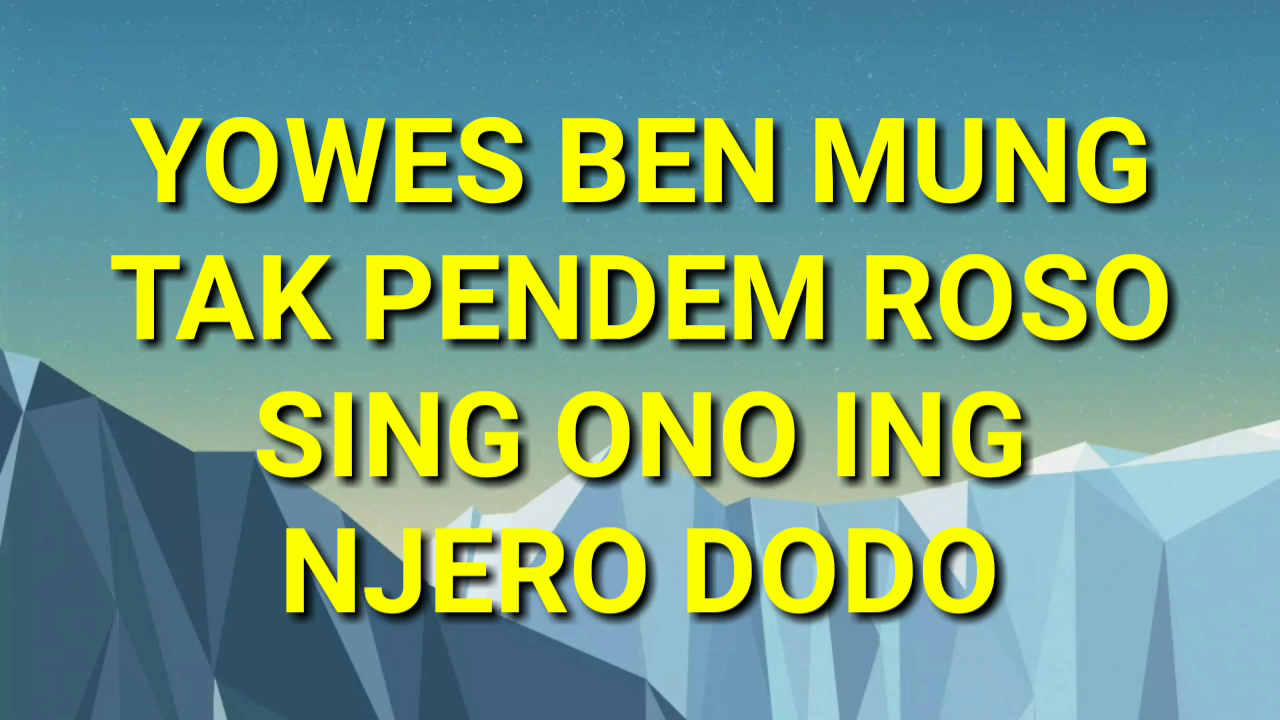 YOWES BEN MUNG
TAK PENDEM ROSO
SING ONO ING
NJERO DODO